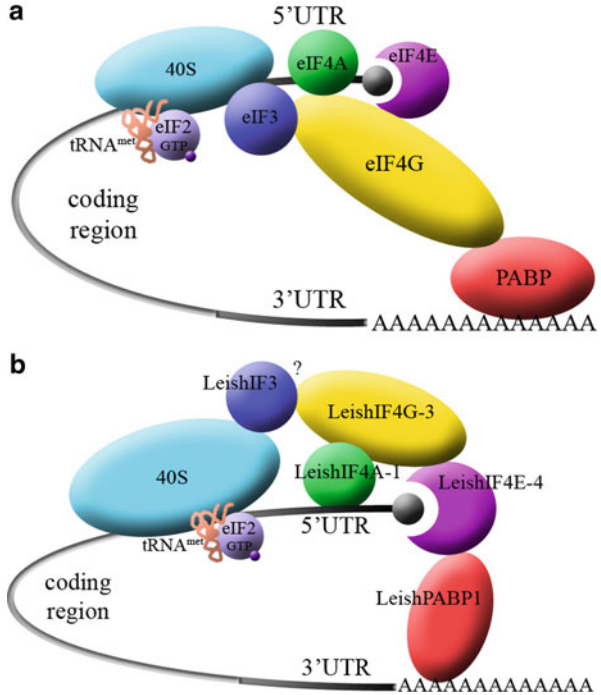 a
5'UTR
40S
eIF4A
eIF4E
eIF2
GTP
eIF3
tRNAmet
eIF4G
coding
region
PABP
3'UTR
AAAAAAAAAAAAA
b
LeishIF3
?
LeishIF4G-3
40S
LeishIF4A-1
LeishIF4E-4
5'UTR
eIF2
GTP
tRNAmet
coding
region
LeishPABP1
3'UTR
AAAAAAAAAAAAA